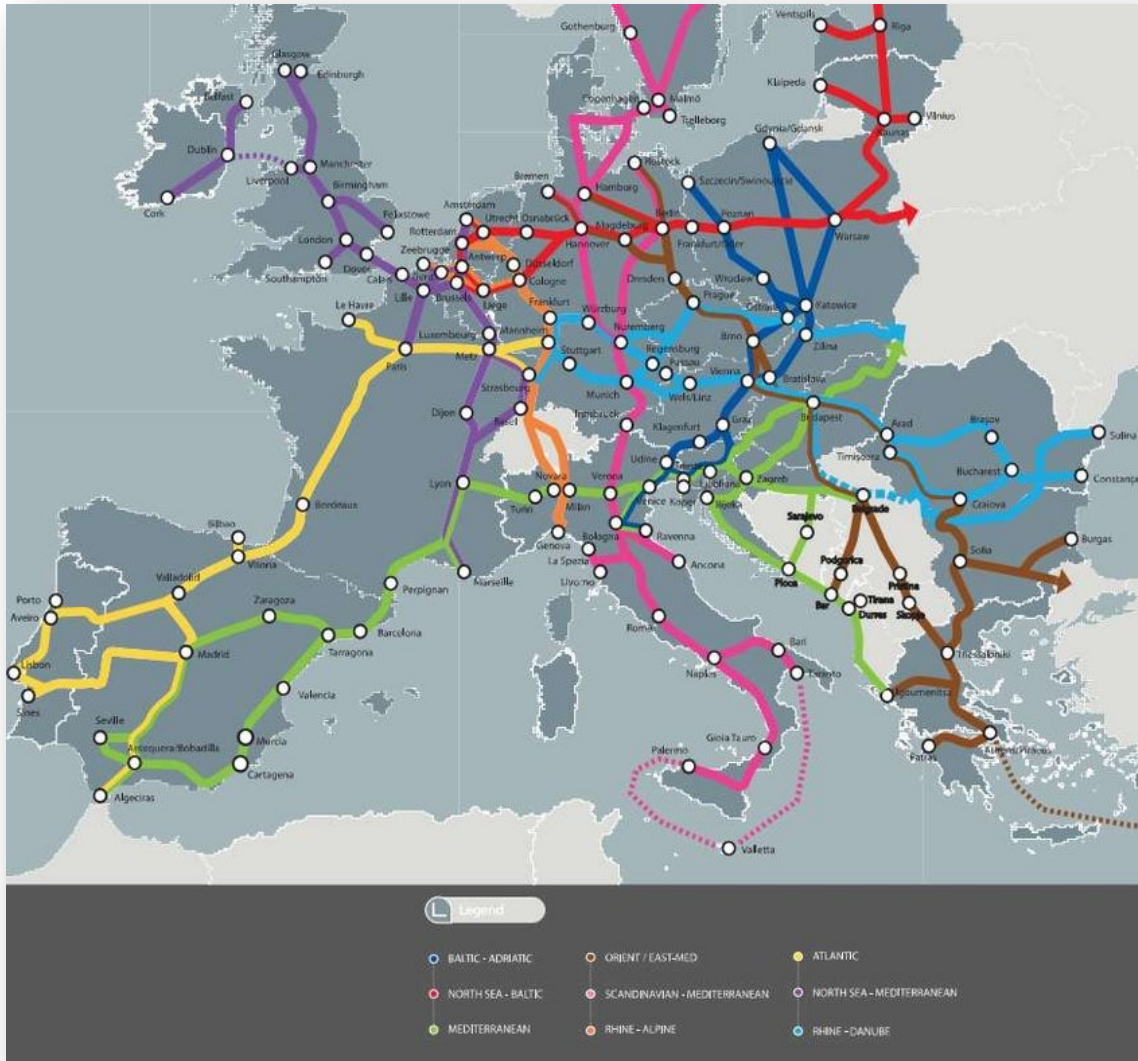 Gothenburg
Ventspils
Riga
Glasgow
Edinburgh
Klaipeda
Belfast
Copenhagen
Malmö
Trelleborg
Vilnius
Kaunas
Gdynia/Gdansk
Dublin
Liverpool
Manchester
Rostock
Szczecin/Swinoujscie
Cork
Birmingham
Bremen
Hamburg
Felixstowe
Amsterdam
Utrecht
Osnabrück
Magdeburg
Berlin
Poznan
Warsaw
London
Rotterdam
Hannover
Frankfurt/Oder
Zeebrugge
Antwerp
Düsseldorf
Southampton
Dover
Calais
Cologne
Dresden
Wroclaw
Lille
Brussels
Liège
Le Havre
Frankfurt
Würzburg
Prague
Ostrava
Katowice
Luxembourg
Mannheim
Nuremberg
Brno
Paris
Metz
Stuttgart
Regensburg
Passau
Zilina
Strasbourg
Munich
Wels/Linz
Vienna
Bratislava
Dijon
Basel
Innsbruck
Klagenfurt
Graz
Budapest
Arad
Brasov
Sulina
Timişoara
Udine
Lyon
Novara
Verona
Trieste
Ljubljana
Zagreb
Bucharest
Constanţa
Turin
Milan
Venice
Koper
Rijeka
Belgrade
Craiova
Bordeaux
Bilbao
Vitoria
Genova
Bologna
Ravenna
Sarajevo
La Spezia
Livorno
Ancona
Sofia
Burgas
Marseille
Ploce
Podgorica
Pristina
Valladolid
Perpignan
Bar
Tirana
Durres
Skopje
Porto
Aveiro
Zaragoza
Barcelona
Tarragona
Roma
Bari
Thessaloniki
Lisbon
Madrid
Naples
Taranto
Sines
Valencia
Igoumenitsa
Seville
Antequera/Bobadilla
Murcia
Cartagena
Palermo
Gioia Tauro
Patras
Athens/Piraeus
Algeciras
Valletta
Legend
BALTIC - ADRIATIC
ORIENT / EAST-MED
ATLANTIC
NORTH SEA - BALTIC
SCANDINAVIAN - MEDITERRANEAN
NORTH SEA - MEDITERRANEAN
MEDITERRANEAN
RHINE - ALPINE
RHINE - DANUBE